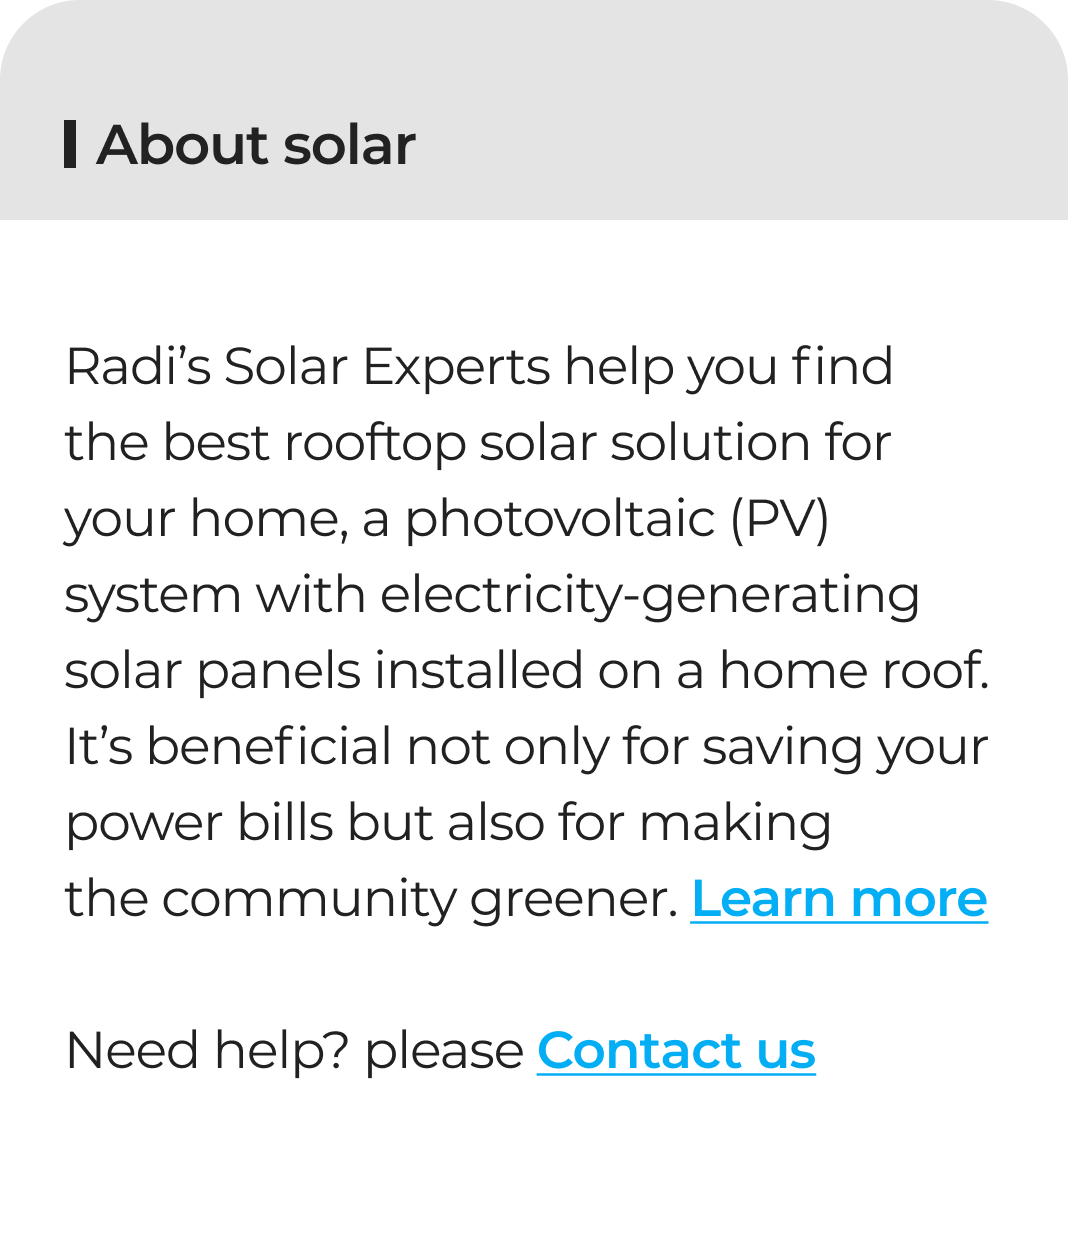 About solar
Radi’s Solar Experts help you find
the best rooftop solar solution for
your home, a photovoltaic (PV)
system with electricity-generating
solar panels installed on a home roof.
It’s beneficial not only for saving your
power bills but also for making
the community greener. Learn more
Need help? please Contact us